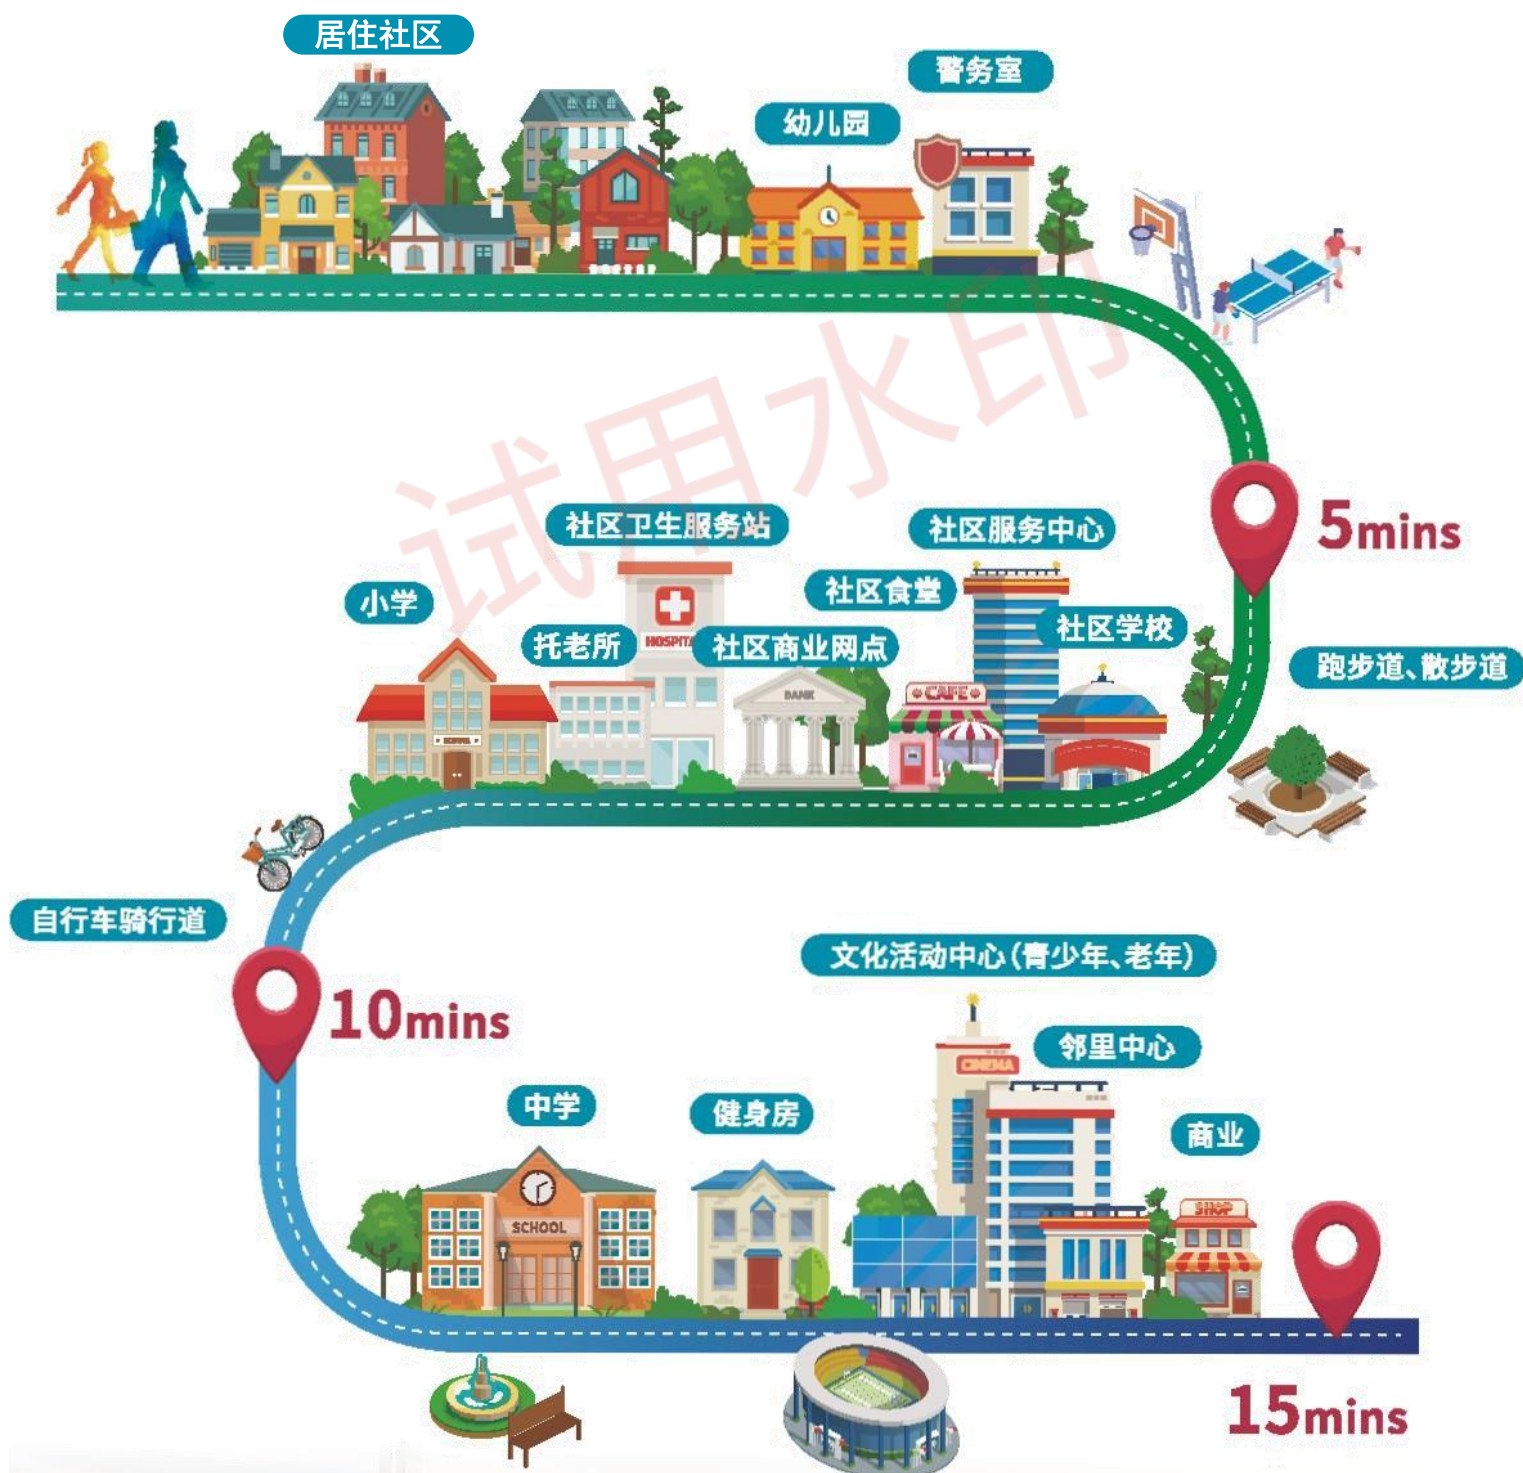 居住社区
警务室
幼儿园
试用水印
5mins
社区卫生服务站
社区服务中心
社区食堂
小学
社区学校
托老所
HOSPITA
社区商业网点
跑步道、散步道
CAFE
BANK
自行车骑行道
文化活动中心(青少年、老年)
10mins
邻里中心
CINEMA
中学
健身房
商业
SHOP
SCHOOL
15mins